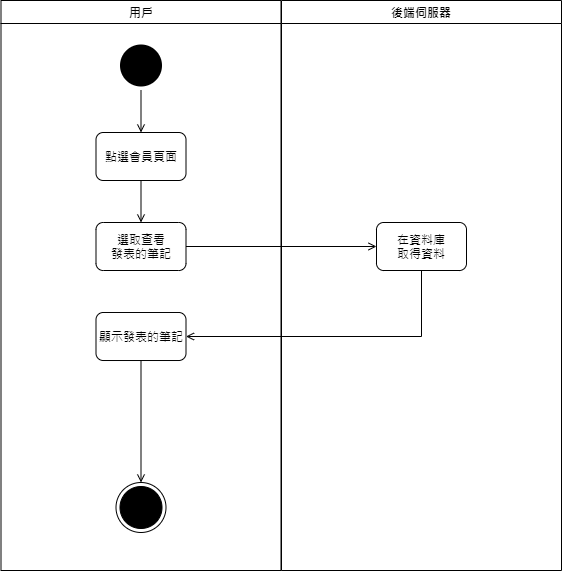 用戶
後端伺服器
點選會員頁面
選取查看
發表的筆記
在資料庫
取得資料
顯示發表的筆記